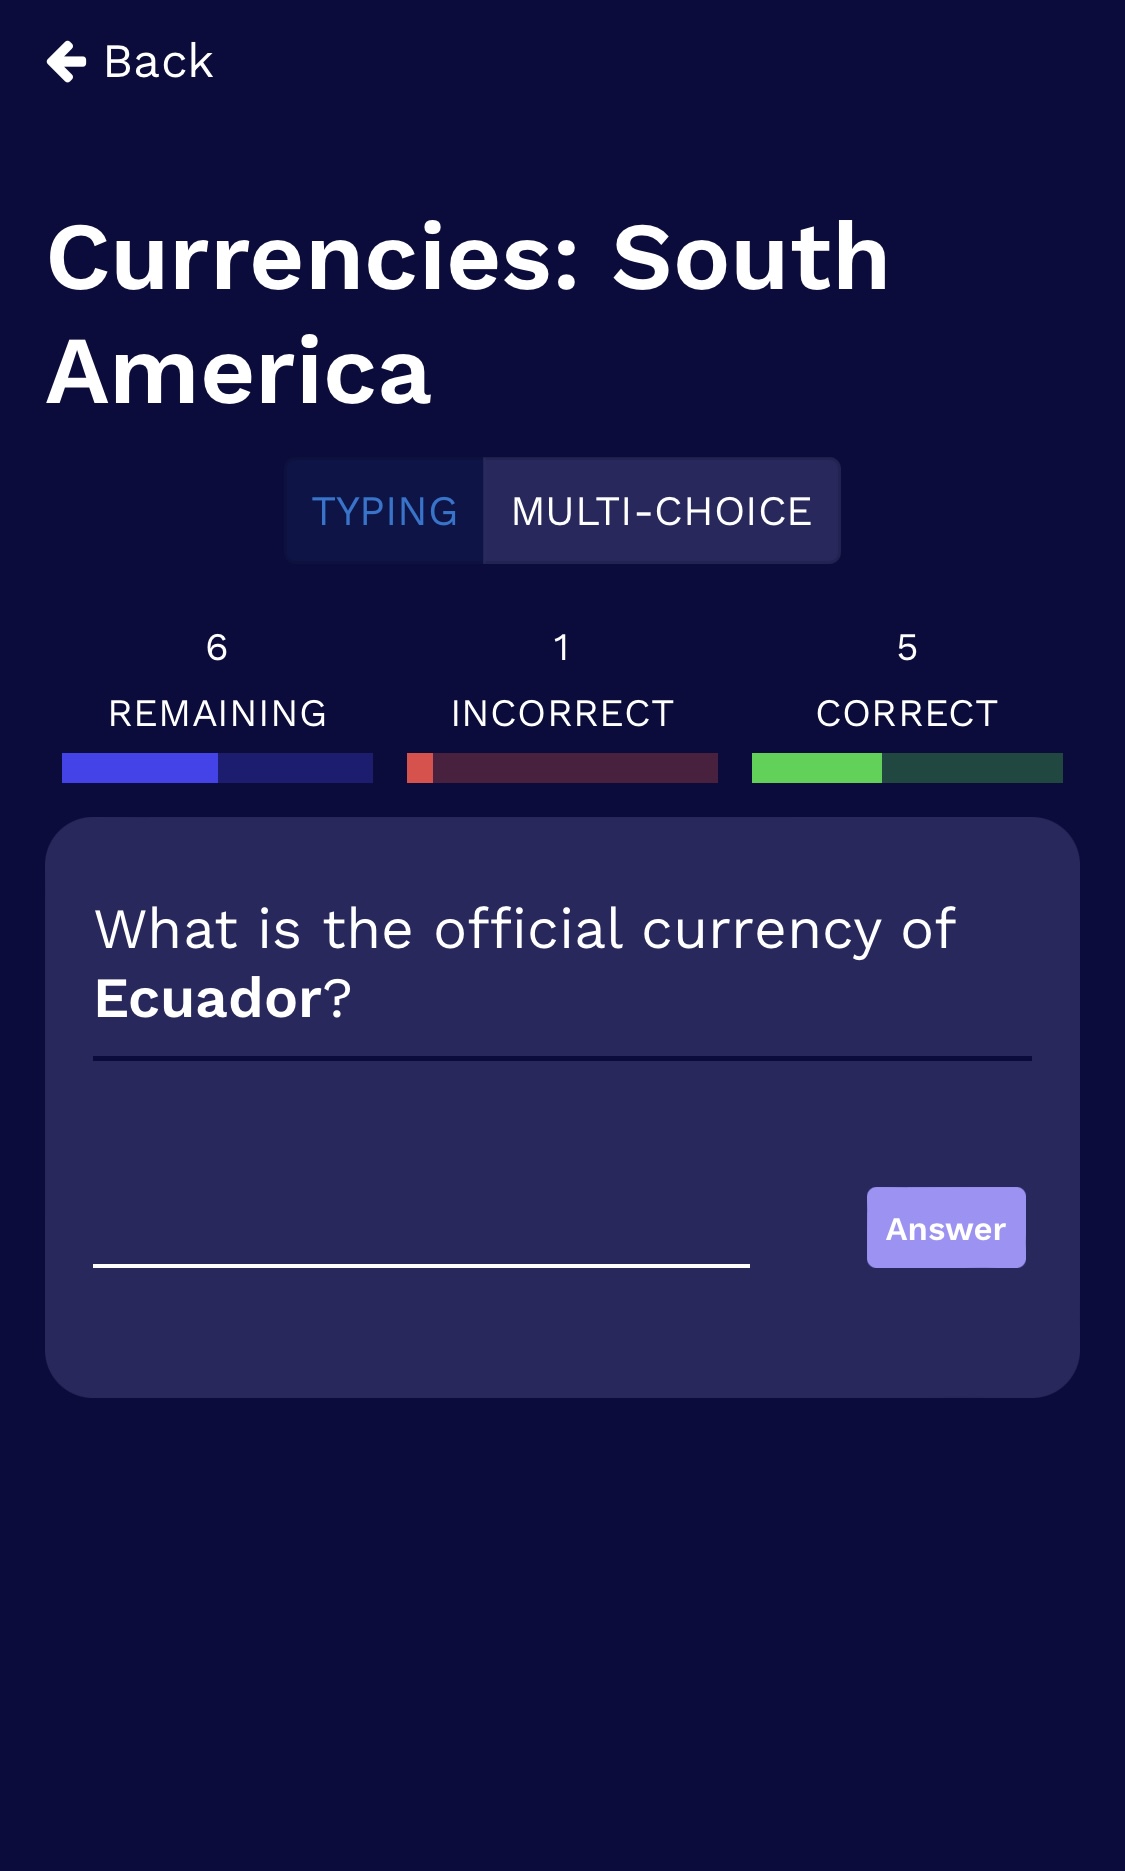 Back
Currencies: South
America
TYPING MULTI-CHOICE
6 1 5
REMAINING INCORRECT CORRECT
What is the official currency of
Ecuador?
Answer